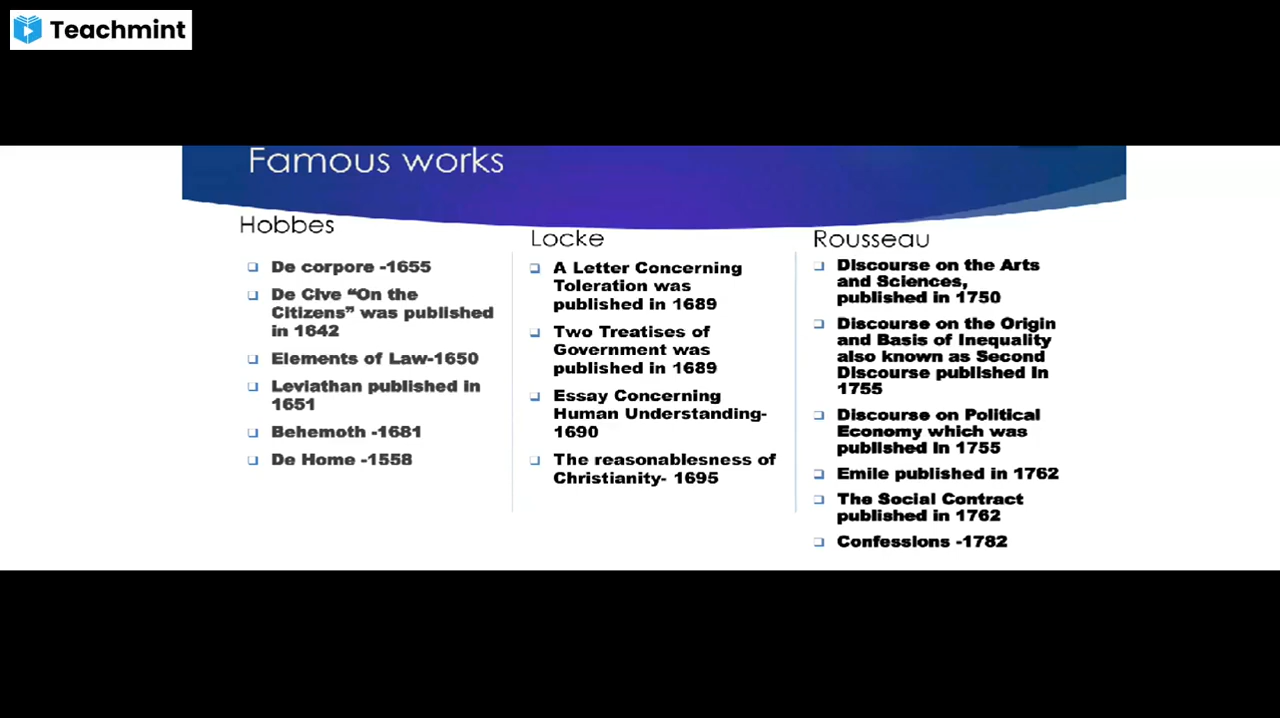 Teachmint
Famous works
Hobbes
De corpore -1655
De Cive “On the
Citizens” was published
in 1642
Elements of Law-1650
Leviathan published in
1651
Behemoth -1681
De Home -1558
Locke
A Letter Concerning
Toleration was
published in 1689
Two Treatises of
Government was
published in 1689
Essay Concerning
Human Understanding-
1690
The reasonablesness of
Christianity- 1695
Rousseau
Discourse on the Arts
and Sciences,
published in 1750
Discourse on the Origin
and Basis of Inequality
also known as Second
Discourse published in
1755
Discourse on Political
Economy which was
published in 1755
Emile published in 1762
The Social Contract
published in 1762
Confessions -1782